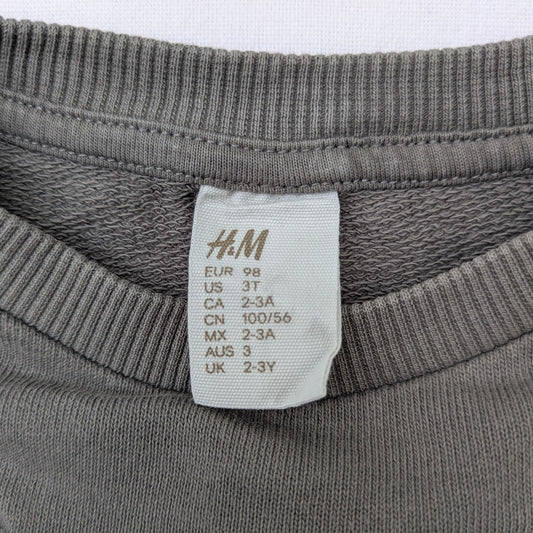 H&M
EUR 98
US 3T
CA 2-3A
CN 100/56
MX 2-3A
AUS 3
UK 2-3Y